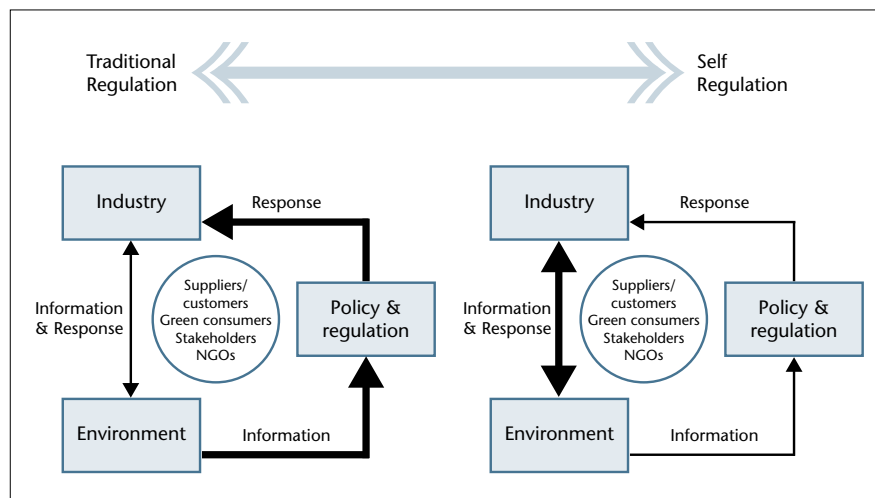 Traditional
Regulation
Self
Regulation
Industry
Response
Information
& Response
Suppliers/
customers
Green consumers
Stakeholders
NGOs
Policy &
regulation
Environment
Information
Industry
Response
Information
& Response
Suppliers/
customers
Green consumers
Stakeholders
NGOs
Policy &
regulation
Environment
Information